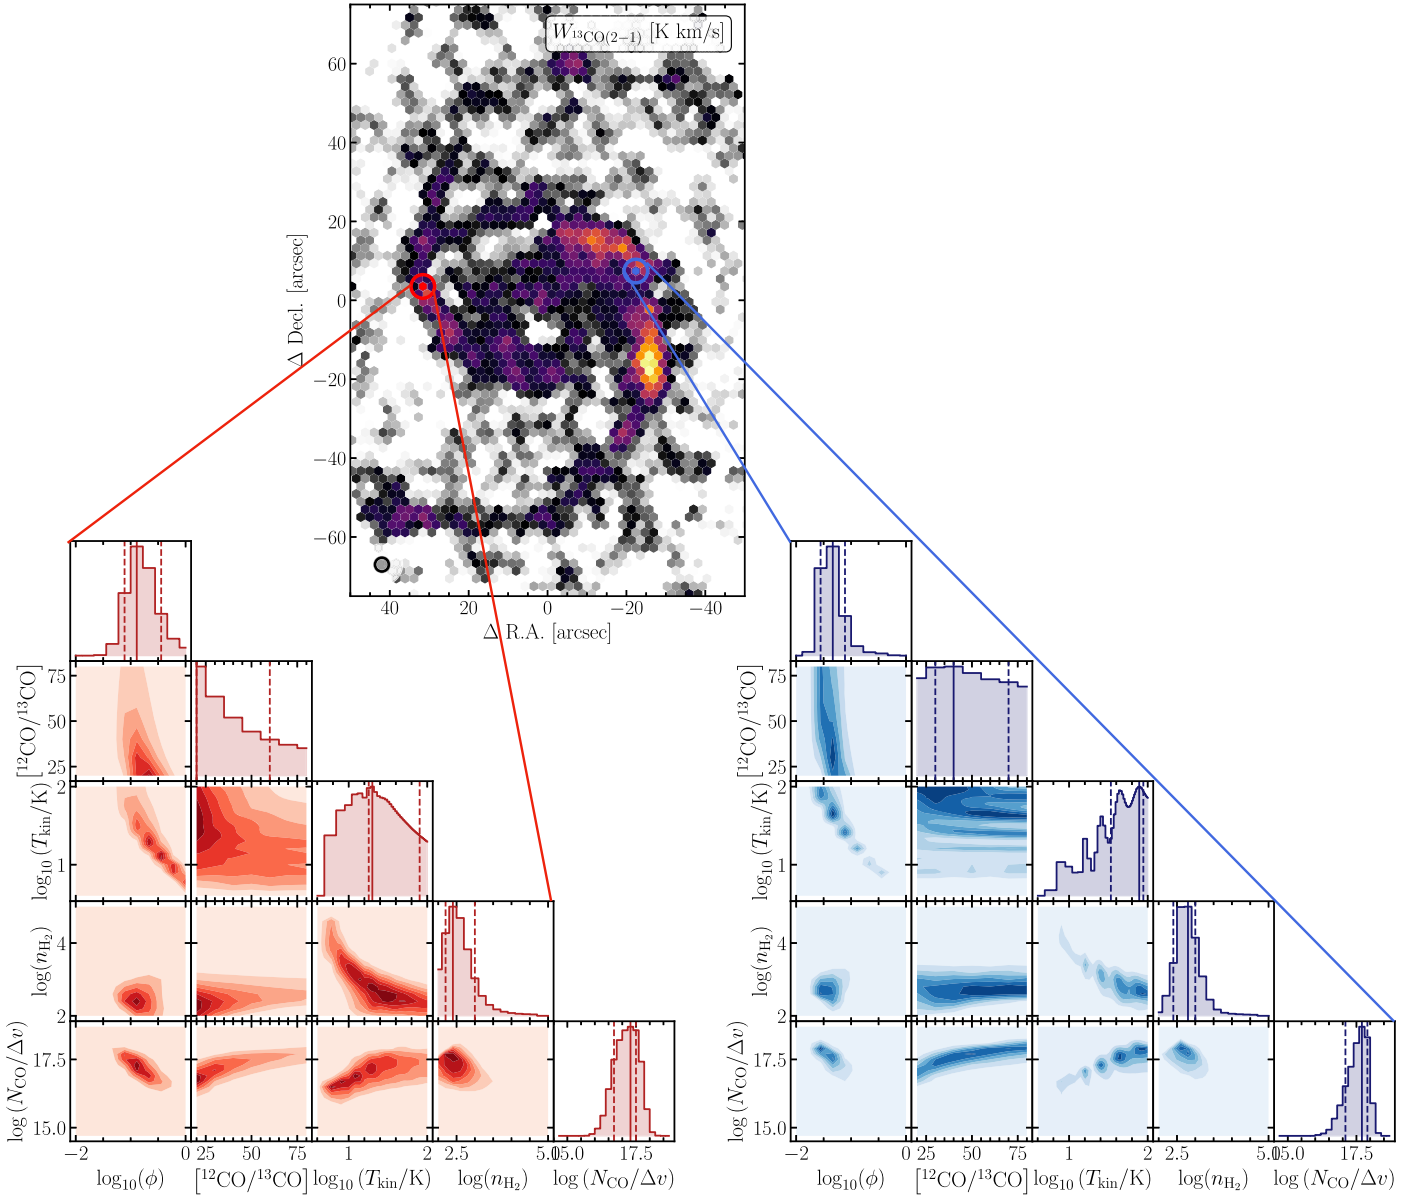 W13CO(2−1) [K km/s]
60
40
20
0
−20
−40
−60
Δ Decl. [arcsec]
40 20 0 −20 −40
Δ R.A. [arcsec]
75
50
25
[12CO/13CO]
2
1
log10 (Tkin/K)
4
2
log(nH2)
17.5
15.0
log (NCO/Δv)
−2 0 25 50 75 1 2 2.5 5.0 15.0 17.5
log10(ϕ) [12CO/13CO] log10 (Tkin/K) log(nH2) log (NCO/Δv)
75
50
25
[12CO/13CO]
2
1
log10 (Tkin/K)
4
2
log(nH2)
17.5
15.0
log (NCO/Δv)
−2 0 25 50 75 1 2 2.5 5.0 15.0 17.5
log10(ϕ) [12CO/13CO] log10 (Tkin/K) log(nH2) log (NCO/Δv)